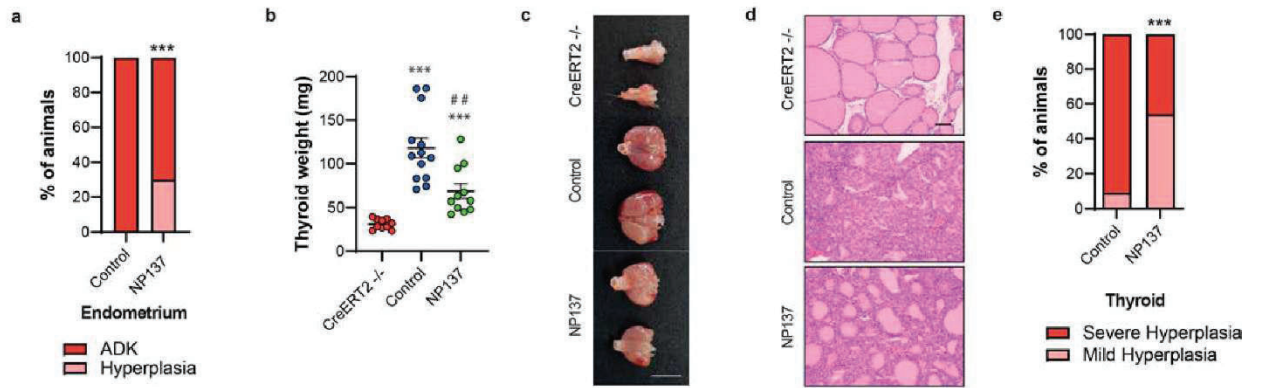 a
100
80
60
40
20
0
% of animals
***
Control
NP137
Endometrium
ADK
Hyperplasia
b
200
150
100
50
0
Thyroid weight (mg)
***
##
***
CreERT2 -/-
Control
NP137
c
CreERT2 -/-
Control
NP137
d
CreERT2 -/-
Control
NP137
e
100
80
60
40
20
0
% of animals
***
Control
NP137
Thyroid
Severe Hyperplasia
Mild Hyperplasia